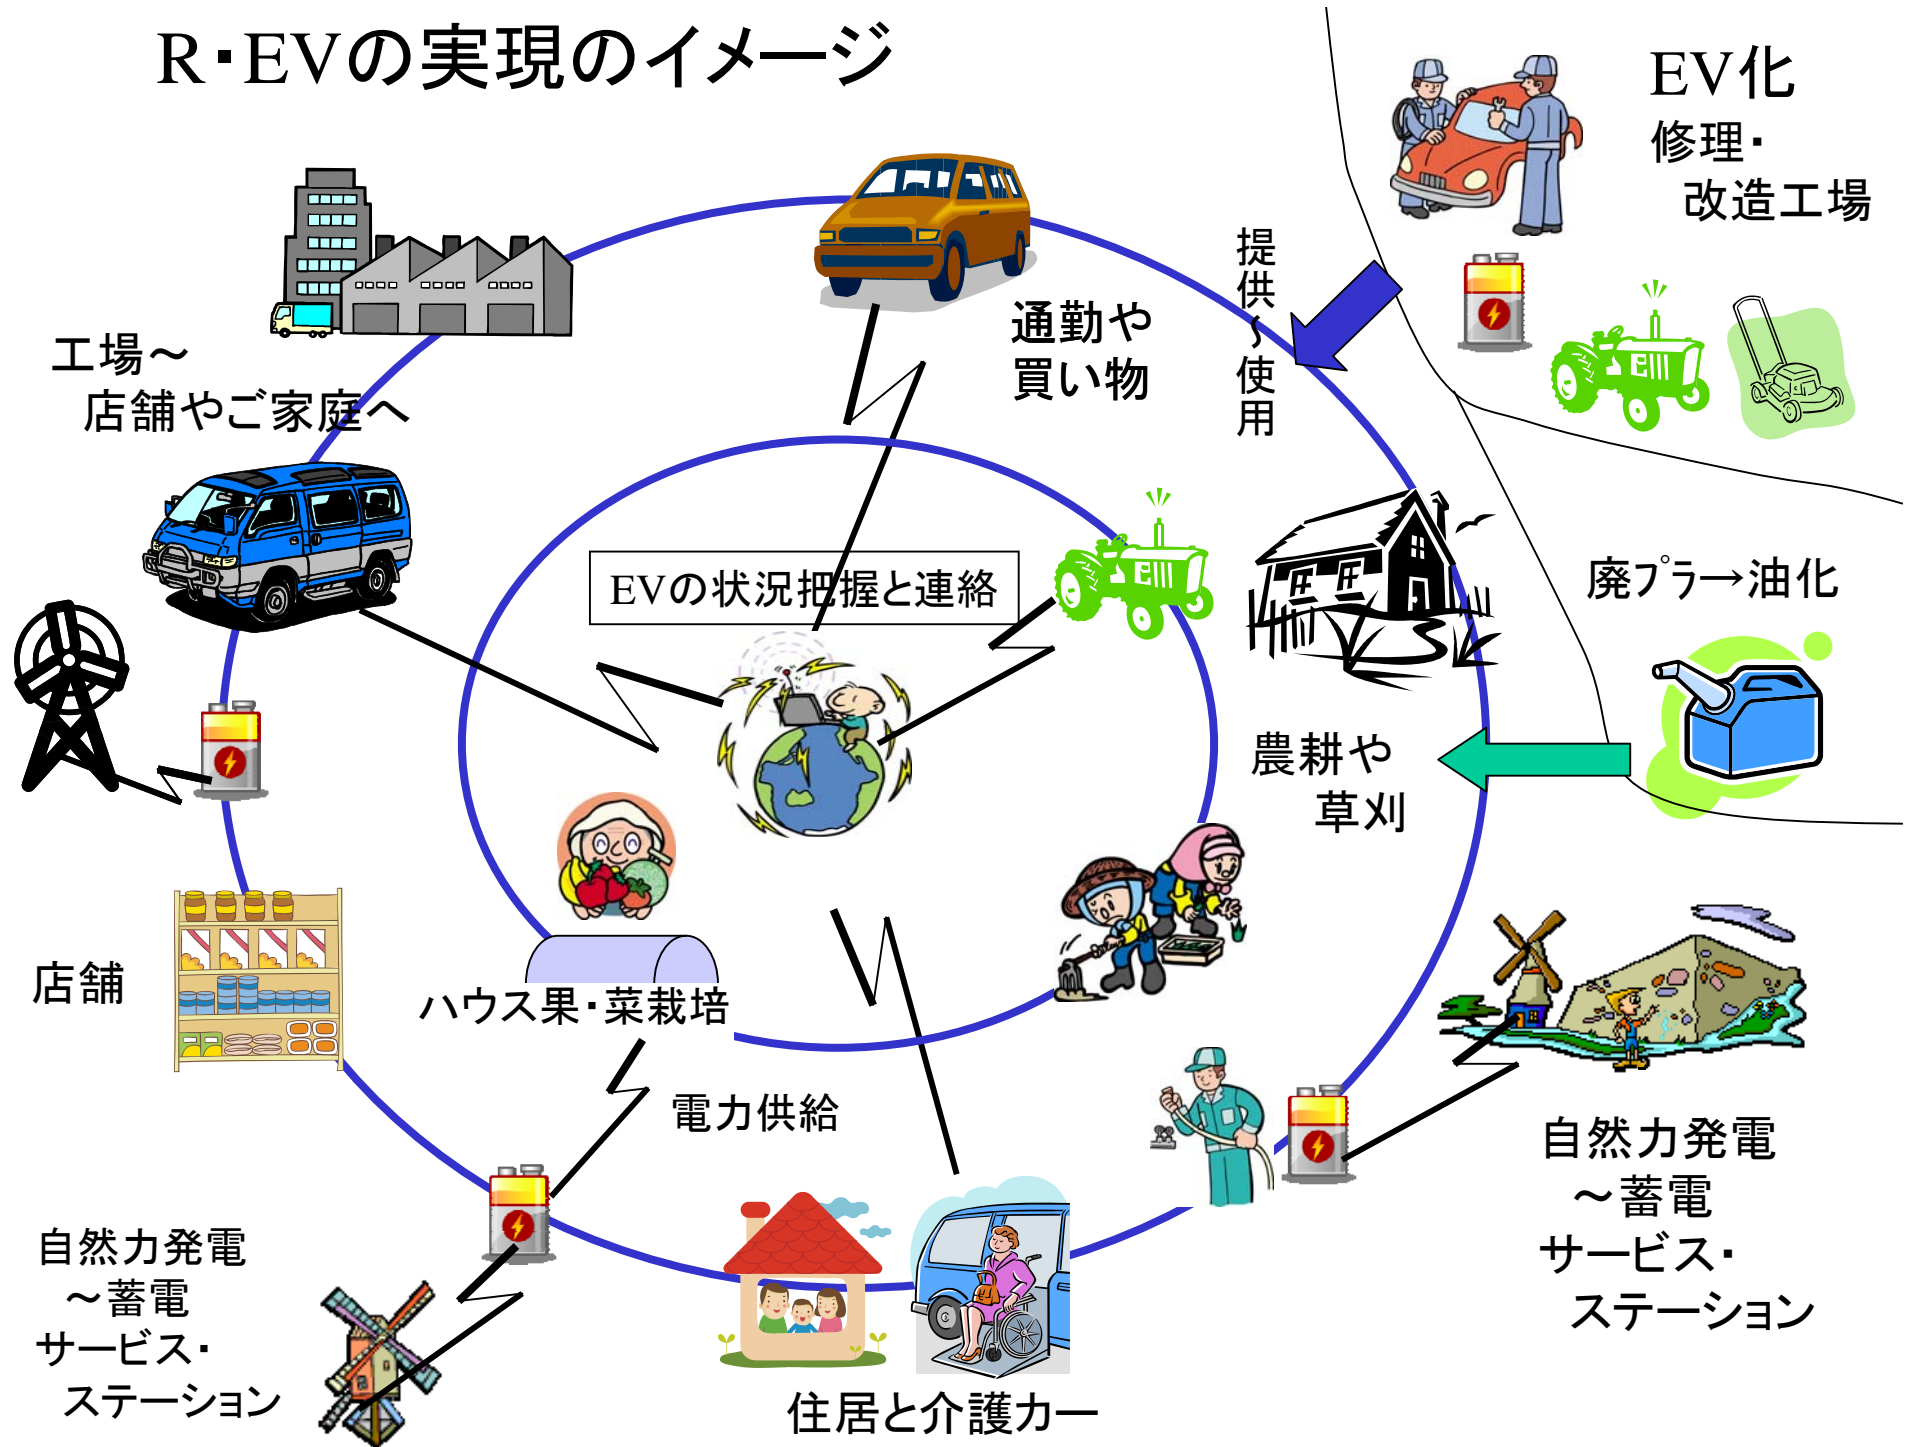 R・EVの実現のイメージ
EV化
修理・
改造工場
提供～使用
通勤や
買い物
工場～
店舗やご家庭へ
EVの状況把握と連絡
廃プラ→油化
農耕や
草刈
店舗
ハウス果・菜栽培
電力供給
自然力発電
～蓄電
サービス・
ステーション
自然力発電
～蓄電
サービス・
ステーション
住居と介護カー